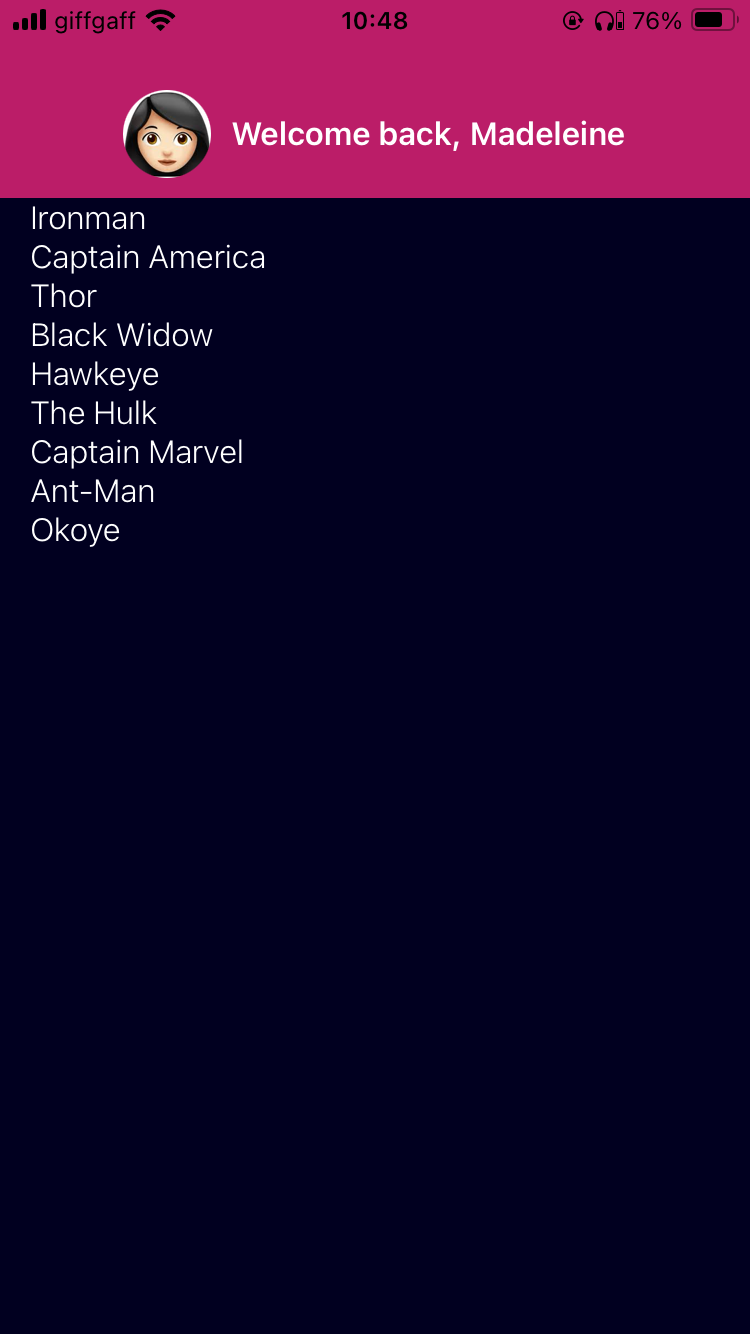 giffgaff 10:48 76%
Welcome back, Madeleine
Ironman
Captain America
Thor
Black Widow
Hawkeye
The Hulk
Captain Marvel
Ant-Man
Okoye